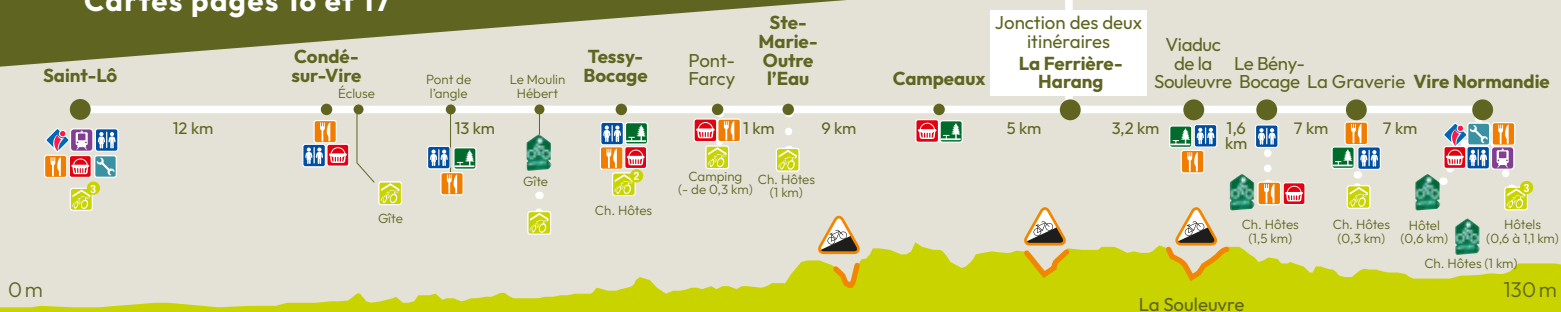 Cartes pages 16 et 17
Saint-Lô
12 km
Condé-
sur-Vire
Écluse
Gîte
Pont de
l'angle
13 km
Le Moulin
Hébert
Gîte
Tessy-
Bocage
2
Ch. Hôtes
Pont-
Farcy
Camping
(- de 0,3 km)
1 km
Ste-
Marie-
Outre
l'Eau
Ch. Hôtes
(1 km)
9 km
Campeaux
5 km
Jonction des deux
itinéraires
La Ferrière-
Harang
3,2 km
Viaduc
de la
Souleuvre
1,6
km
Le Bény-
Bocage
Ch. Hôtes
(1,5 km)
7 km
La Graverie
Ch. Hôtes
(0,3 km)
7 km
Vire Normandie
3
Hôtel
(0,6 km)
Hôtels
(0,6 à 1,1 km)
Ch. Hôtes (1 km)
3
0 m
La Souleuvre
130 m